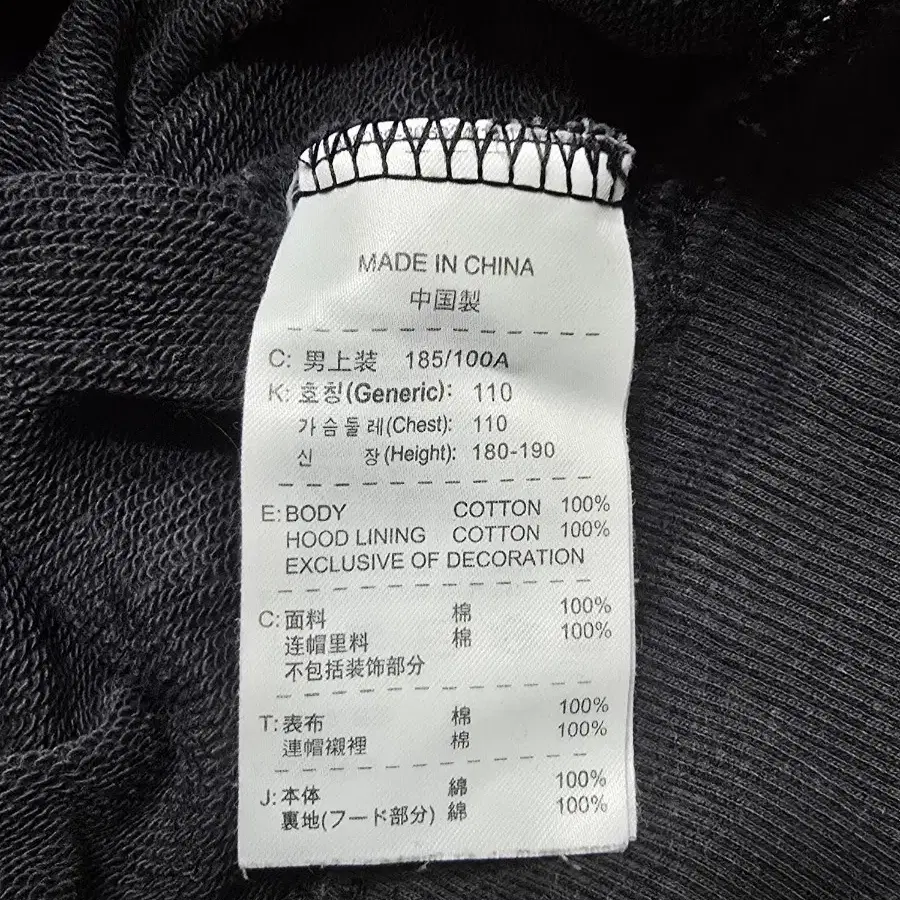 MADE IN CHINA
中国製
C: 男上装 185/100A
K: 호칭(Generic): 110
가슴둘레(Chest): 110
신 장(Height): 180-190
E: BODY COTTON 100%
HOOD LINING COTTON 100%
EXCLUSIVE OF DECORATION
C: 面料 棉 100%
连帽里料 棉 100%
不包括装饰部分
T: 表布 棉 100%
連帽襯裡 棉 100%
J: 本体 綿 100%
裏地(フード部分) 綿 100%